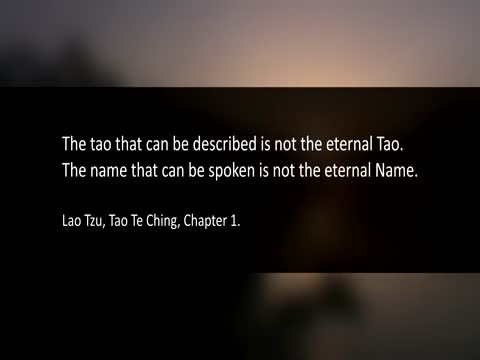 The tao that can be described is not the eternal Tao.
The name that can be spoken is not the eternal Name.
Lao Tzu, Tao Te Ching, Chapter 1.